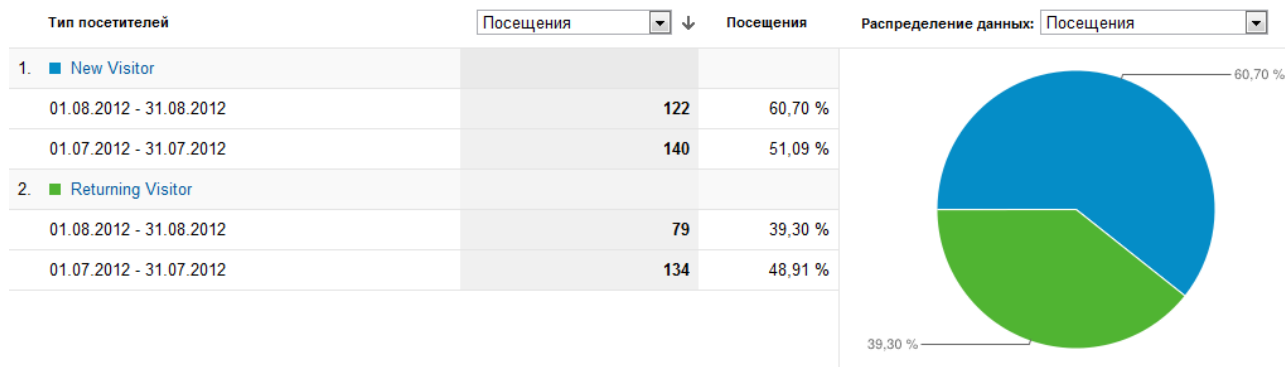 Тип посетителей Посещения Посещения Распределение данных: Посещения
1. New Visitor
01.08.2012 - 31.08.2012 122 60,70 %
01.07.2012 - 31.07.2012 140 51,09 %
2. Returning Visitor
01.08.2012 - 31.08.2012 79 39,30 %
01.07.2012 - 31.07.2012 134 48,91 %
60,70 %
39,30 %